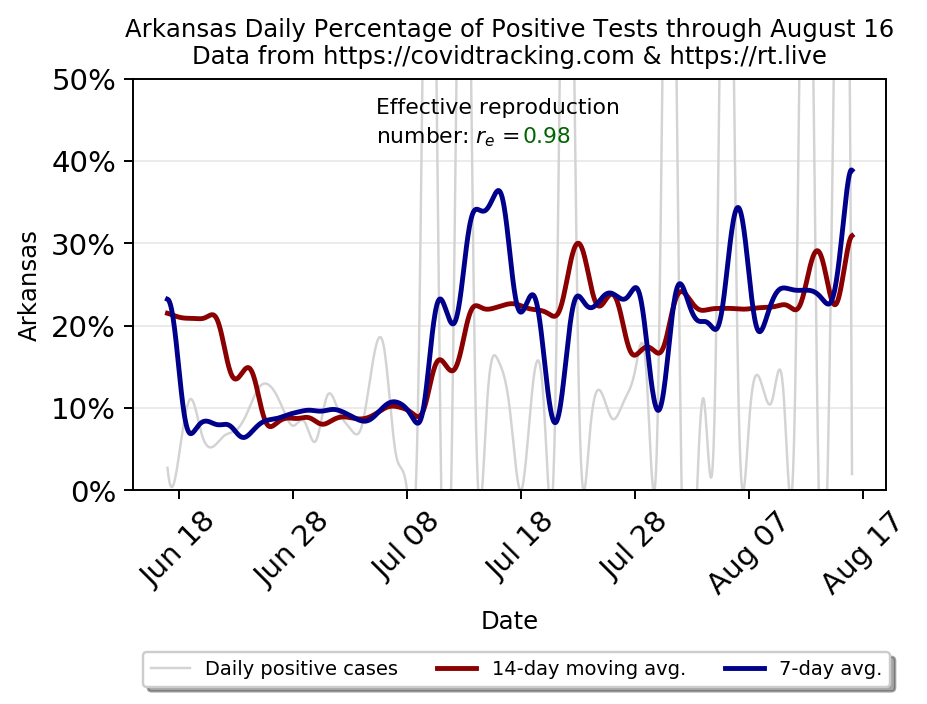 Arkansas Daily Percentage of Positive Tests through August 16
Data from https://covidtracking.com & https://rt.live
50%
40%
30%
20%
10%
0%
Arkansas
Effective reproduction
number: rₑ =0.98
Jun 18
Jun 28
Jul 08
Jul 18
Jul 28
Aug 07
Aug 17
Date
Daily positive cases
14-day moving avg.
7-day avg.